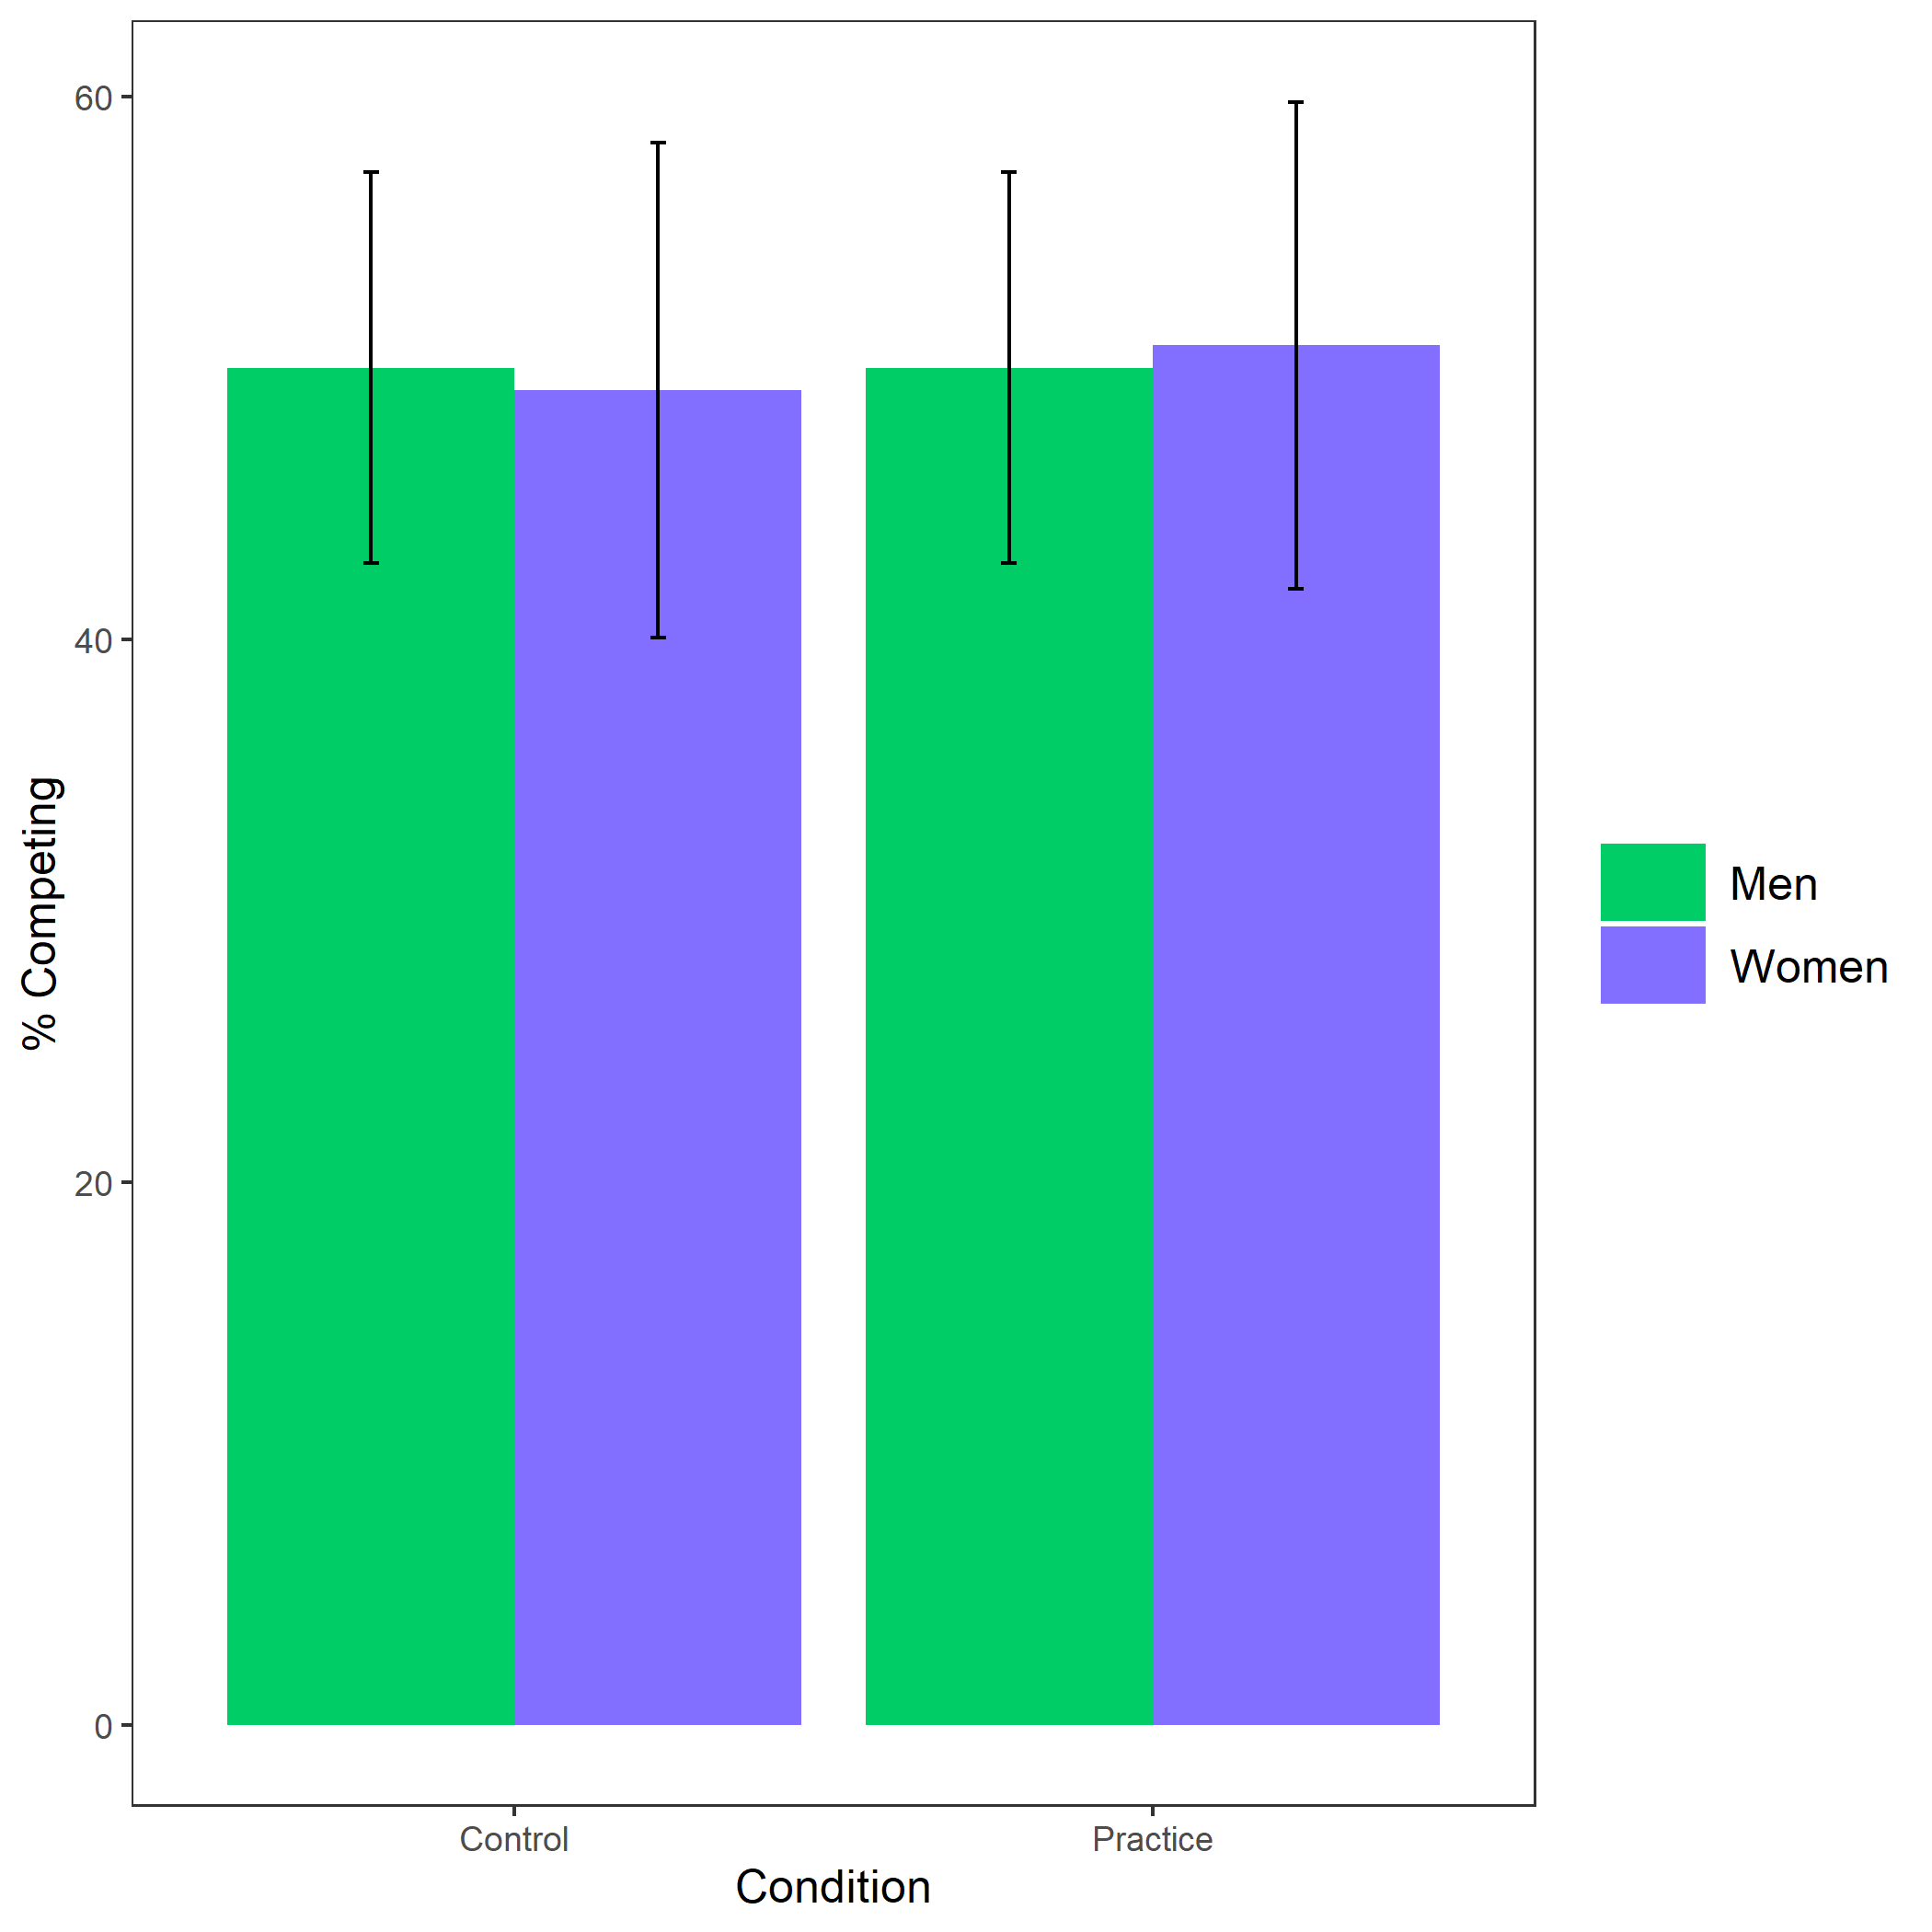 60
40
20
0
% Competing
Control
Practice
Condition
Men
Women